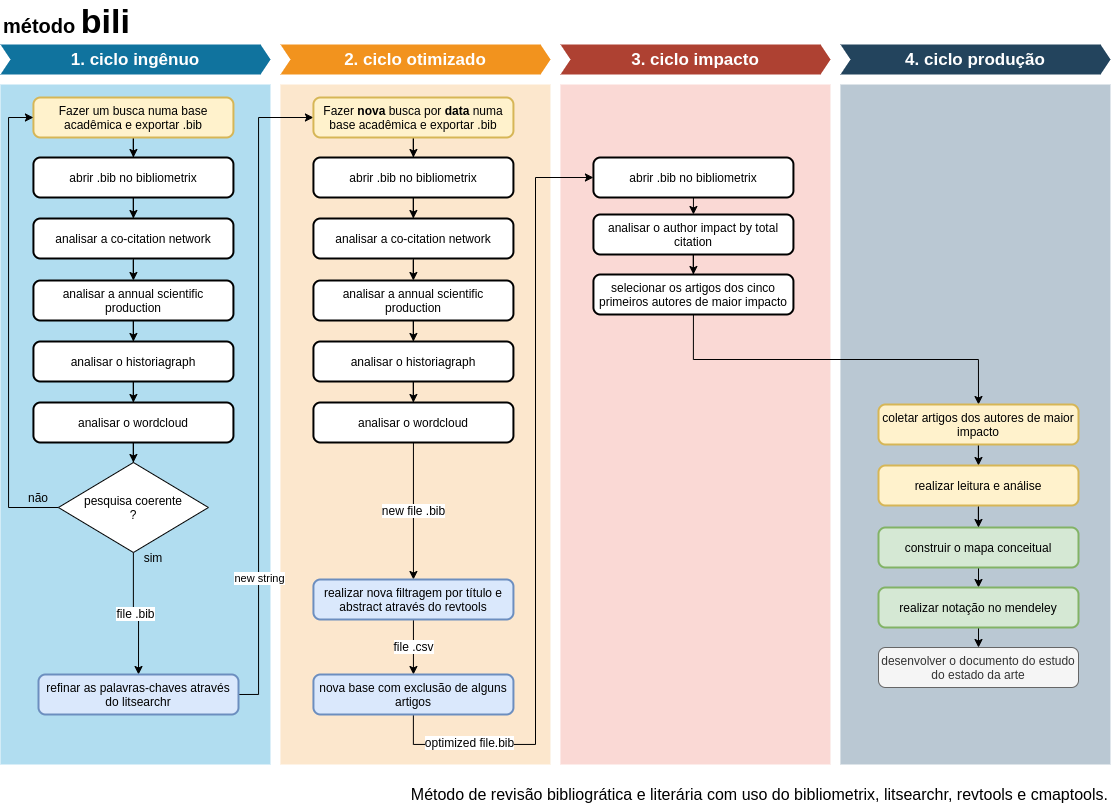 método bili
1. ciclo ingênuo
2. ciclo otimizado
3. ciclo impacto
4. ciclo produção
Fazer um busca numa base
acadêmica e exportar .bib
abrir .bib no bibliometrix
analisar a co-citation network
analisar a annual scientific
production
analisar o historiagraph
analisar o wordcloud
pesquisa coerente
?
não
sim
file .bib
refinar as palavras-chaves através
do litsearchr
new string
Fazer nova busca por data numa
base acadêmica e exportar .bib
abrir .bib no bibliometrix
analisar a co-citation network
analisar a annual scientific
production
analisar o historiagraph
analisar o wordcloud
new file .bib
realizar nova filtragem por título e
abstract através do revtools
file .csv
nova base com exclusão de alguns
artigos
optimized file.bib
abrir .bib no bibliometrix
analisar o author impact by total
citation
selecionar os artigos dos cinco
primeiros autores de maior impacto
coletar artigos dos autores de maior
impacto
realizar leitura e análise
construir o mapa conceitual
realizar notação no mendeley
desenvolver o documento do estudo
do estado da arte
Método de revisão bibliogrática e literária com uso do bibliometrix, litsearchr, revtools e cmaptools.